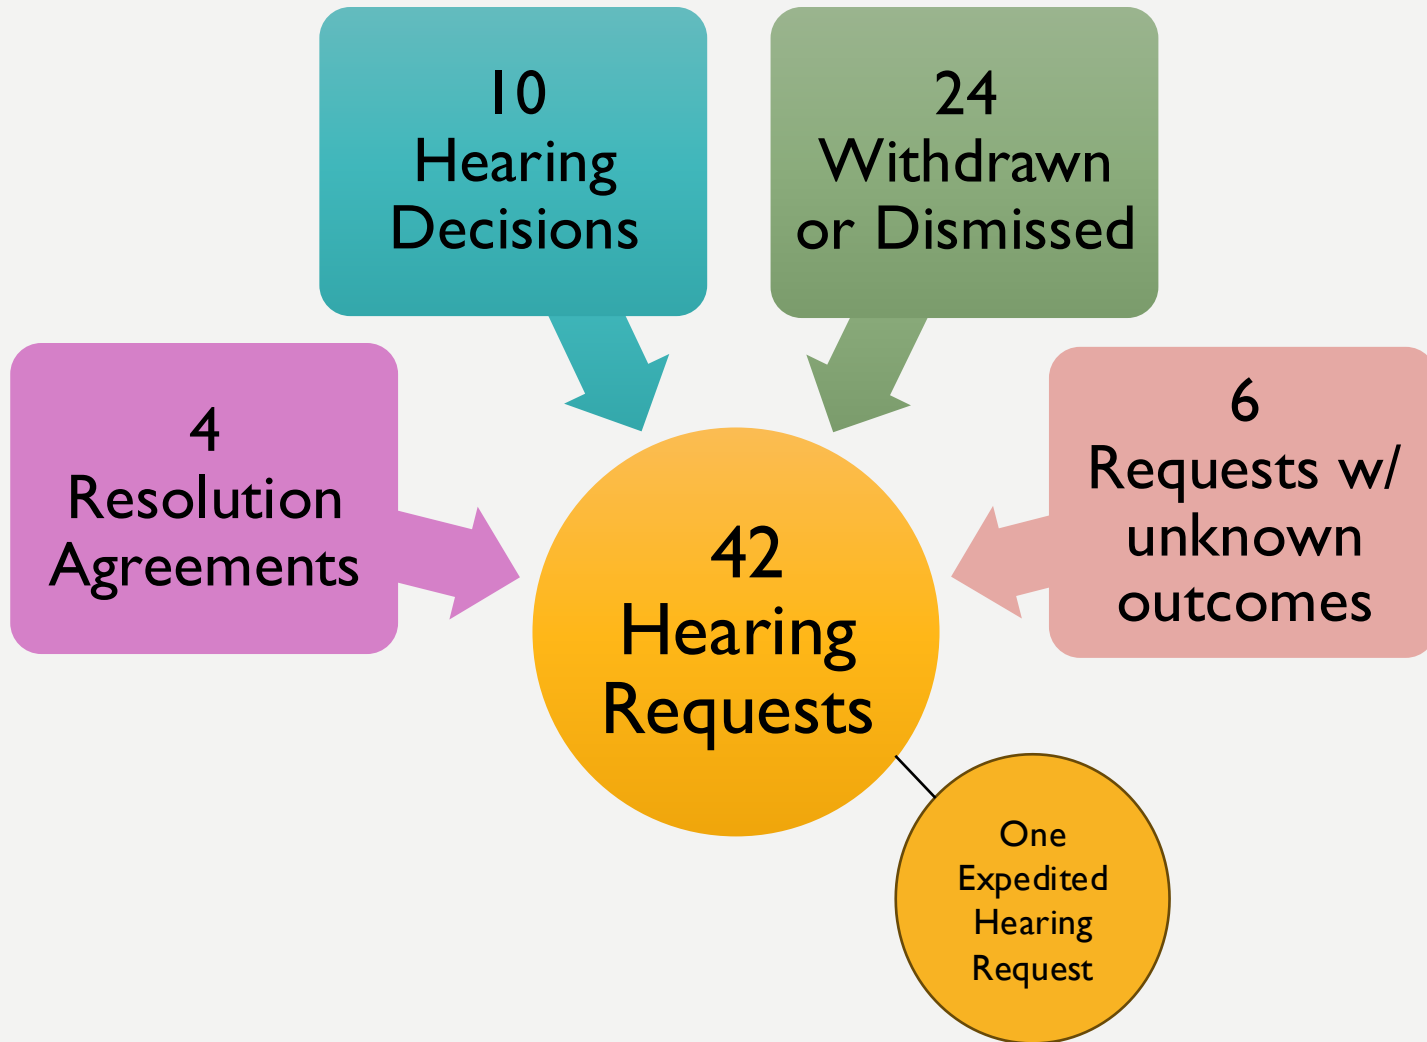 10
Hearing
Decisions
24
Withdrawn
or Dismissed
4
Resolution
Agreements
6
Requests w/
unknown
outcomes
42
Hearing
Requests
One
Expedited
Hearing
Request